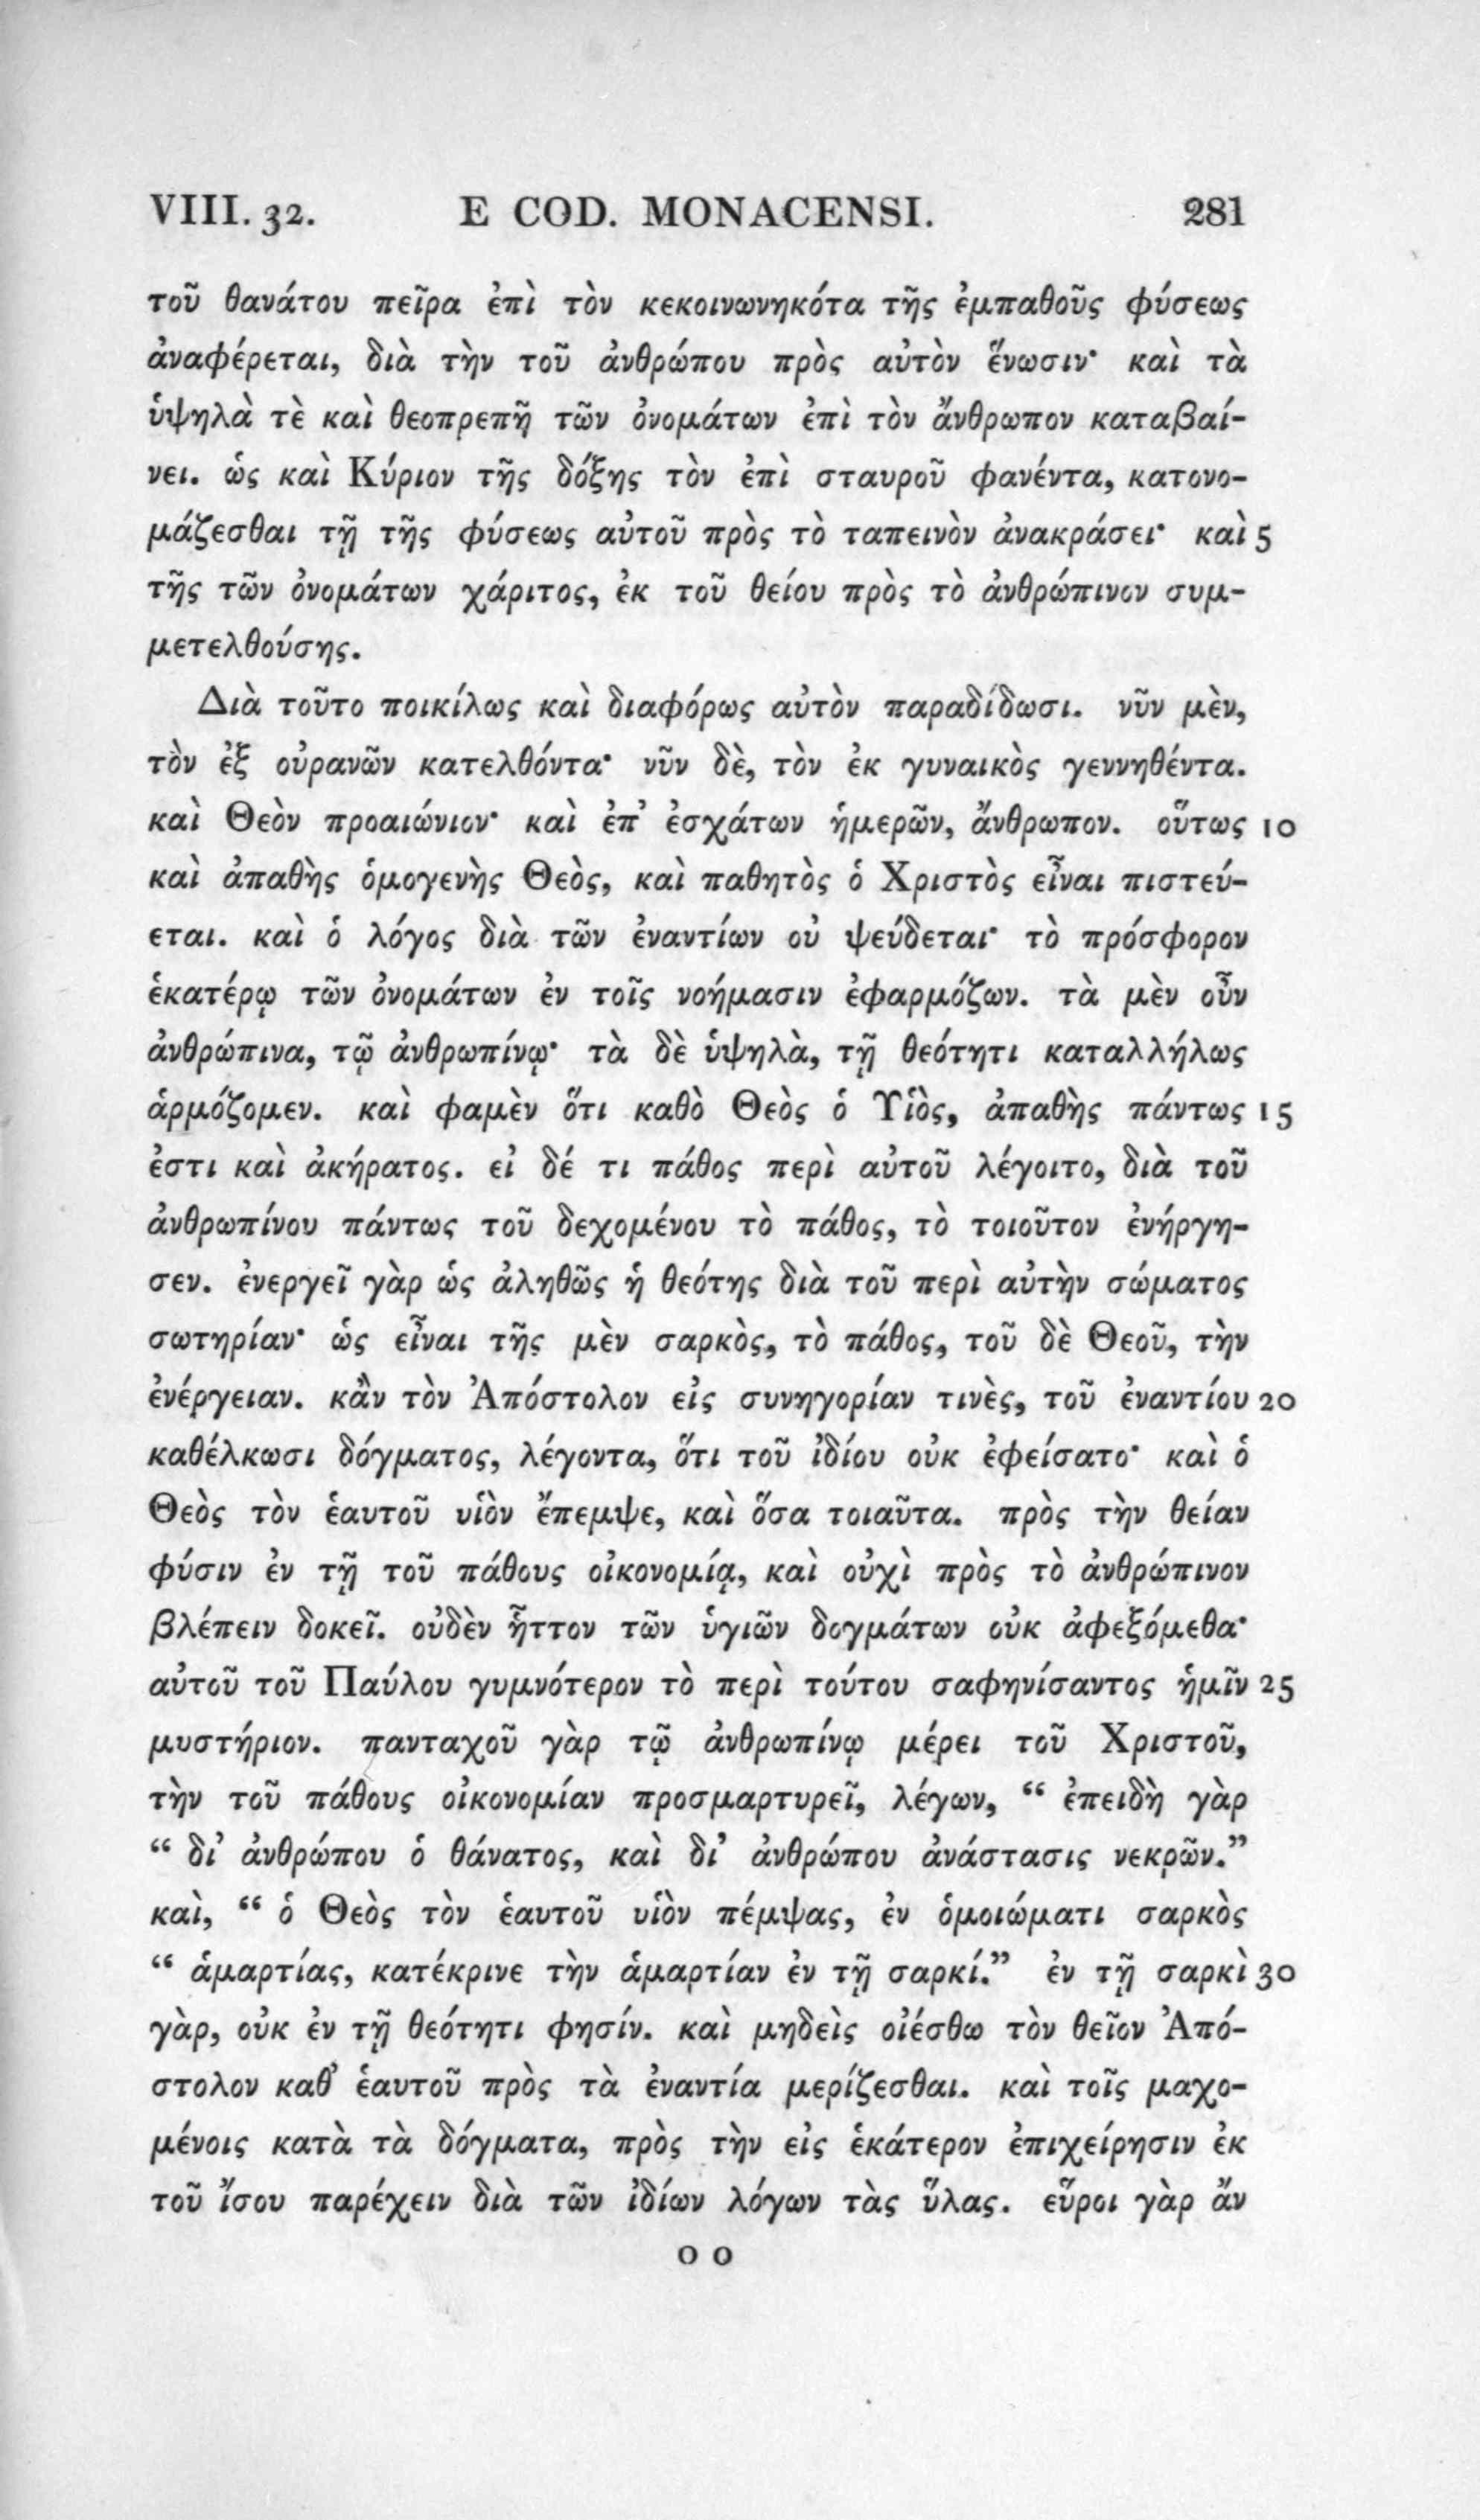 VIII. 32. E COD. MONACENSI. 281
τοῦ θανάτου πεῖρα ἐπὶ τὸν κεκοινωνηκότα τῆς ἐμπαθοῦς φύσεως
ἀναφέρεται, διὰ τὴν τοῦ ἀνθρώπου πρὸς αὐτὸν ἕνωσιν· καὶ τὰ
ὑψηλὰ τὲ καὶ θεοπρεπῆ τῶν ὀνομάτων ἐπὶ τὸν ἄνθρωπον καταβαί-
νει. ὡς καὶ Κύριον τῆς δόξης τὸν ἐπὶ σταυροῦ φανέντα, κατονο-
μάζεσθαι τῇ τῆς φύσεως αὐτοῦ πρὸς τὸ ταπεινὸν ἀνακράσει· καὶ 5
τῆς τῶν ὀνομάτων χάριτος, ἐκ τοῦ θείου πρὸς τὸ ἀνθρώπινον συμ-
μετελθούσης.
Διὰ τοῦτο ποικίλως καὶ διαφόρως αὐτὸν παραδίδωσι. νῦν μὲν,
τὸν ἐξ οὐρανῶν κατελθόντα· νῦν δὲ, τὸν ἐκ γυναικὸς γεννηθέντα.
καὶ Θεὸν προαιώνιον· καὶ ἐπ’ ἐσχάτων ἡμερῶν, ἄνθρωπον. οὕτως 10
καὶ ἀπαθὴς ὁμογενὴς Θεὸς, καὶ παθητὸς ὁ Χριστὸς εἶναι πιστεύ-
εται. καὶ ὁ λόγος διὰ τῶν ἐναντίων οὐ ψεύδεται· τὸ πρόσφορον
ἑκατέρῳ τῶν ὀνομάτων ἐν τοῖς νοήμασιν ἐφαρμόζων. τὰ μὲν οὖν
ἀνθρώπινα, τῷ ἀνθρωπίνῳ· τὰ δὲ ὑψηλὰ, τῇ θεότητι καταλλήλως
ἁρμόζομεν. καὶ φαμὲν ὅτι καθὸ Θεὸς ὁ Υἱὸς, ἀπαθὴς πάντως 15
ἐστι καὶ ἀκήρατος. εἰ δέ τι πάθος περὶ αὐτοῦ λέγοιτο, διὰ τοῦ
ἀνθρωπίνου πάντως τοῦ δεχομένου τὸ πάθος, τὸ τοιοῦτον ἐνήργη-
σεν. ἐνεργεῖ γὰρ ὡς ἀληθῶς ἡ θεότης διὰ τοῦ περὶ αὐτὴν σώματος
σωτηρίαν· ὡς εἶναι τῆς μὲν σαρκὸς, τὸ πάθος, τοῦ δὲ Θεοῦ, τὴν
ἐνέργειαν. κἂν τὸν Ἀπόστολον εἰς συνηγορίαν τινὲς, τοῦ ἐναντίου 20
καθέλκωσι δόγματος, λέγοντα, ὅτι τοῦ ἰδίου οὐκ ἐφείσατο· καὶ ὁ
Θεὸς τὸν ἑαυτοῦ υἱὸν ἔπεμψε, καὶ ὅσα τοιαῦτα. πρὸς τὴν θείαν
φύσιν ἐν τῇ τοῦ πάθους οἰκονομίᾳ, καὶ οὐχὶ πρὸς τὸ ἀνθρώπινον
βλέπειν δοκεῖ. οὐδὲν ἧττον τῶν ὑγιῶν δογμάτων οὐκ ἀφεξόμεθα·
αὐτοῦ τοῦ Παύλου γυμνότερον τὸ περὶ τούτου σαφηνίσαντος ἡμῖν 25
μυστήριον. πανταχοῦ γὰρ τῷ ἀνθρωπίνῳ μέρει τοῦ Χριστοῦ,
τὴν τοῦ πάθους οἰκονομίαν προσμαρτυρεῖ, λέγων, “ ἐπειδὴ γὰρ
“ δι’ ἀνθρώπου ὁ θάνατος, καὶ δι’ ἀνθρώπου ἀνάστασις νεκρῶν.”
καὶ, “ ὁ Θεὸς τὸν ἑαυτοῦ υἱὸν πέμψας, ἐν ὁμοιώματι σαρκὸς
“ ἁμαρτίας, κατέκρινε τὴν ἁμαρτίαν ἐν τῇ σαρκί.” ἐν τῇ σαρκὶ 30
γὰρ, οὐκ ἐν τῇ θεότητι φησίν. καὶ μηδεὶς οἰέσθω τὸν θεῖον Ἀπό-
στολον καθ’ ἑαυτοῦ πρὸς τὰ ἐναντία μερίζεσθαι. καὶ τοῖς μαχο-
μένοις κατὰ τὰ δόγματα, πρὸς τὴν εἰς ἑκάτερον ἐπιχείρησιν ἐκ
τοῦ ἴσου παρέχειν διὰ τῶν ἰδίων λόγων τὰς ὕλας. εὕροι γὰρ ἄν
O O